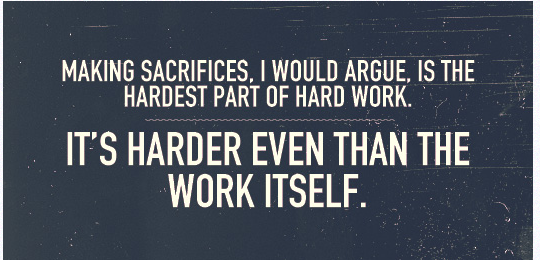 MAKING SACRIFICES, I WOULD ARGUE, IS THE
HARDEST PART OF HARD WORK.
IT'S HARDER EVEN THAN THE
WORK ITSELF.